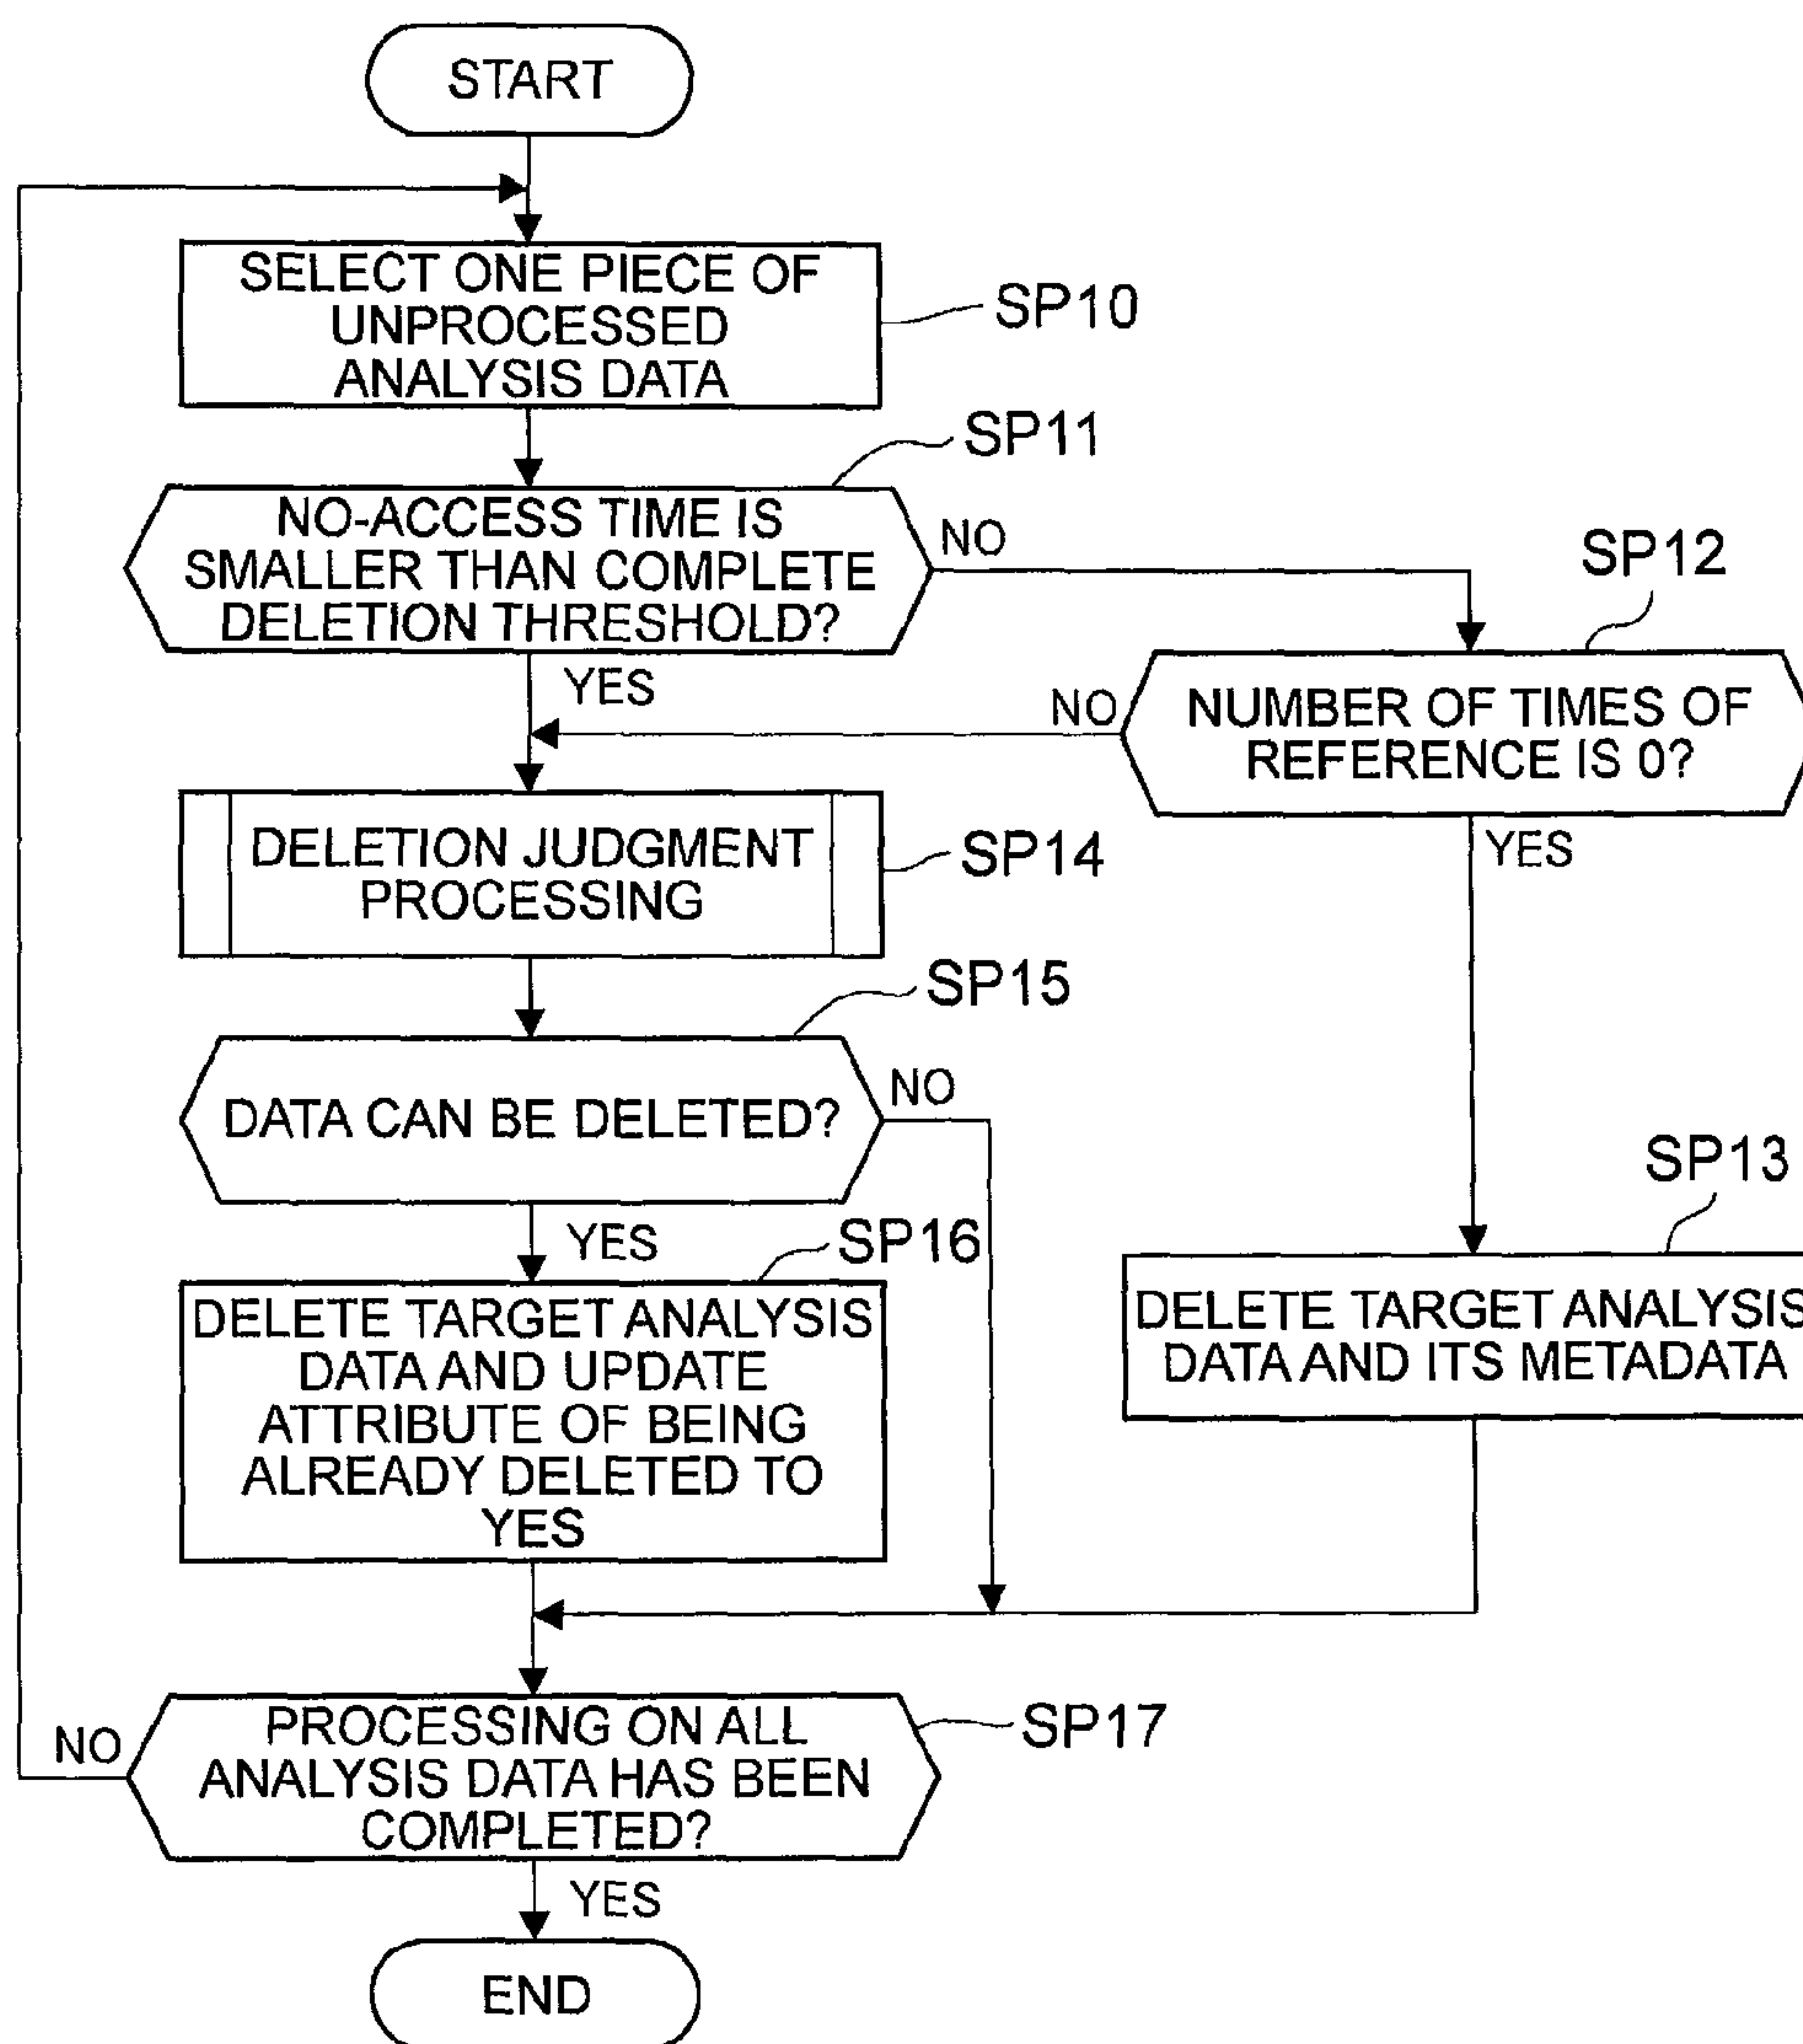 START
SELECT ONE PIECE OF
UNPROCESSED
ANALYSIS DATA
SP10
SP11
NO-ACCESS TIME IS
SMALLER THAN COMPLETE
DELETION THRESHOLD?
NO
YES
SP12
NUMBER OF TIMES OF
REFERENCE IS 0?
NO
YES
DELETION JUDGMENT
PROCESSING
SP14
SP15
DATA CAN BE DELETED?
NO
YES
SP13
DELETE TARGET ANALYSIS
DATA AND ITS METADATA
SP16
DELETE TARGET ANALYSIS
DATA AND UPDATE
ATTRIBUTE OF BEING
ALREADY DELETED TO
YES
PROCESSING ON ALL
ANALYSIS DATA HAS BEEN
COMPLETED?
SP17
NO
YES
END